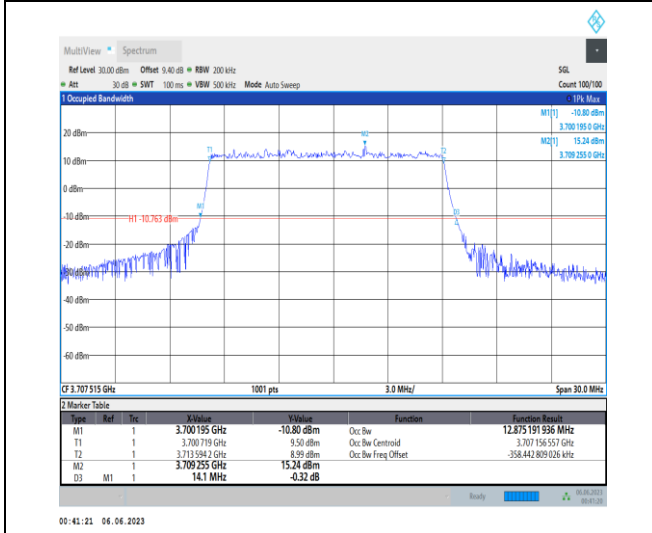 MultiView Spectrum
Ref Level 30.00 dBm Offset 9.40 dB RBW 200 kHz SGL
Att 30 dB SWT 100 ms VBW 500 kHz Mode Auto Sweep Count 100/100
1 Occupied Bandwidth 1Pk Max
M1[1] -10.80 dBm
3.700 195 0 GHz
M2[1] 15.24 dBm
3.709 255 0 GHz
20 dBm
M2
T1 T2
10 dBm
0 dBm
M1
D3
-10 dBm
H1 -10.763 dBm
-20 dBm
-30 dBm
-40 dBm
-50 dBm
-60 dBm
CF 3.707 515 GHz 1001 pts 3.0 MHz/ Span 30.0 MHz
2 Marker Table
Type Ref Trc X-Value Y-Value Function Function Result
M1 1 3.700 195 GHz -10.80 dBm Occ Bw 12.875 191 936 MHz
T1 1 3.700 719 GHz 9.50 dBm Occ Bw Centroid 3.707 156 557 GHz
T2 1 3.713 594 2 GHz 8.99 dBm Occ Bw Freq Offset -358.442 809 026 kHz
M2 1 3.709 255 GHz 15.24 dBm
D3 M1 1 14.1 MHz -0.32 dB
Ready 06.06.2023
00:41:20
00:41:21 06.06.2023